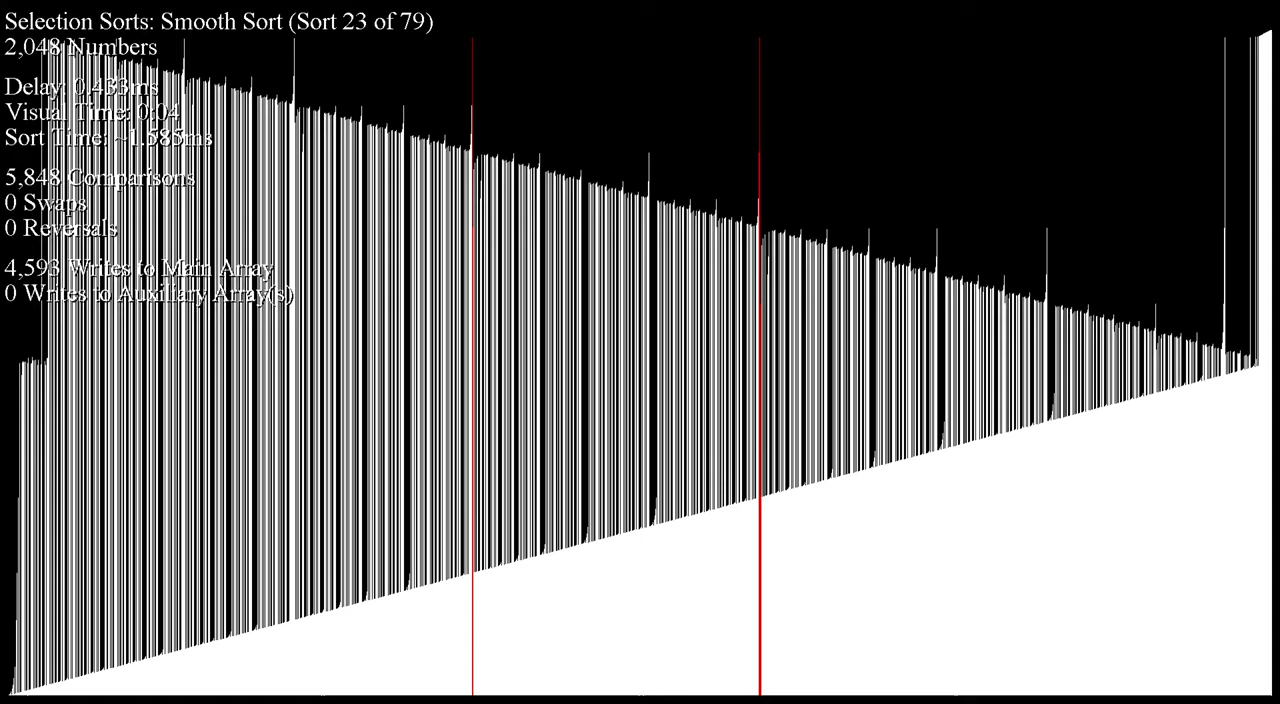 Selection Sorts: Smooth Sort (Sort 23 of 79)
2,048 Numbers
Delay: 0.433ms
Visual Time: 0:04
Sort Time: ~1.585ms
5,848 Comparisons
0 Swaps
0 Reversals
4,593 Writes to Main Array
0 Writes to Auxiliary Array(s)